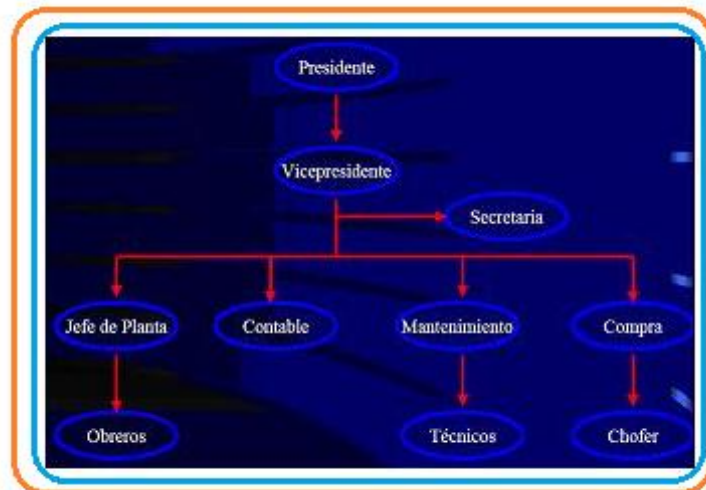 Presidente
Vicepresidente
Secretaria
Jefe de Planta
Contable
Mantenimiento
Compra
Obreros
Técnicos
Chofer